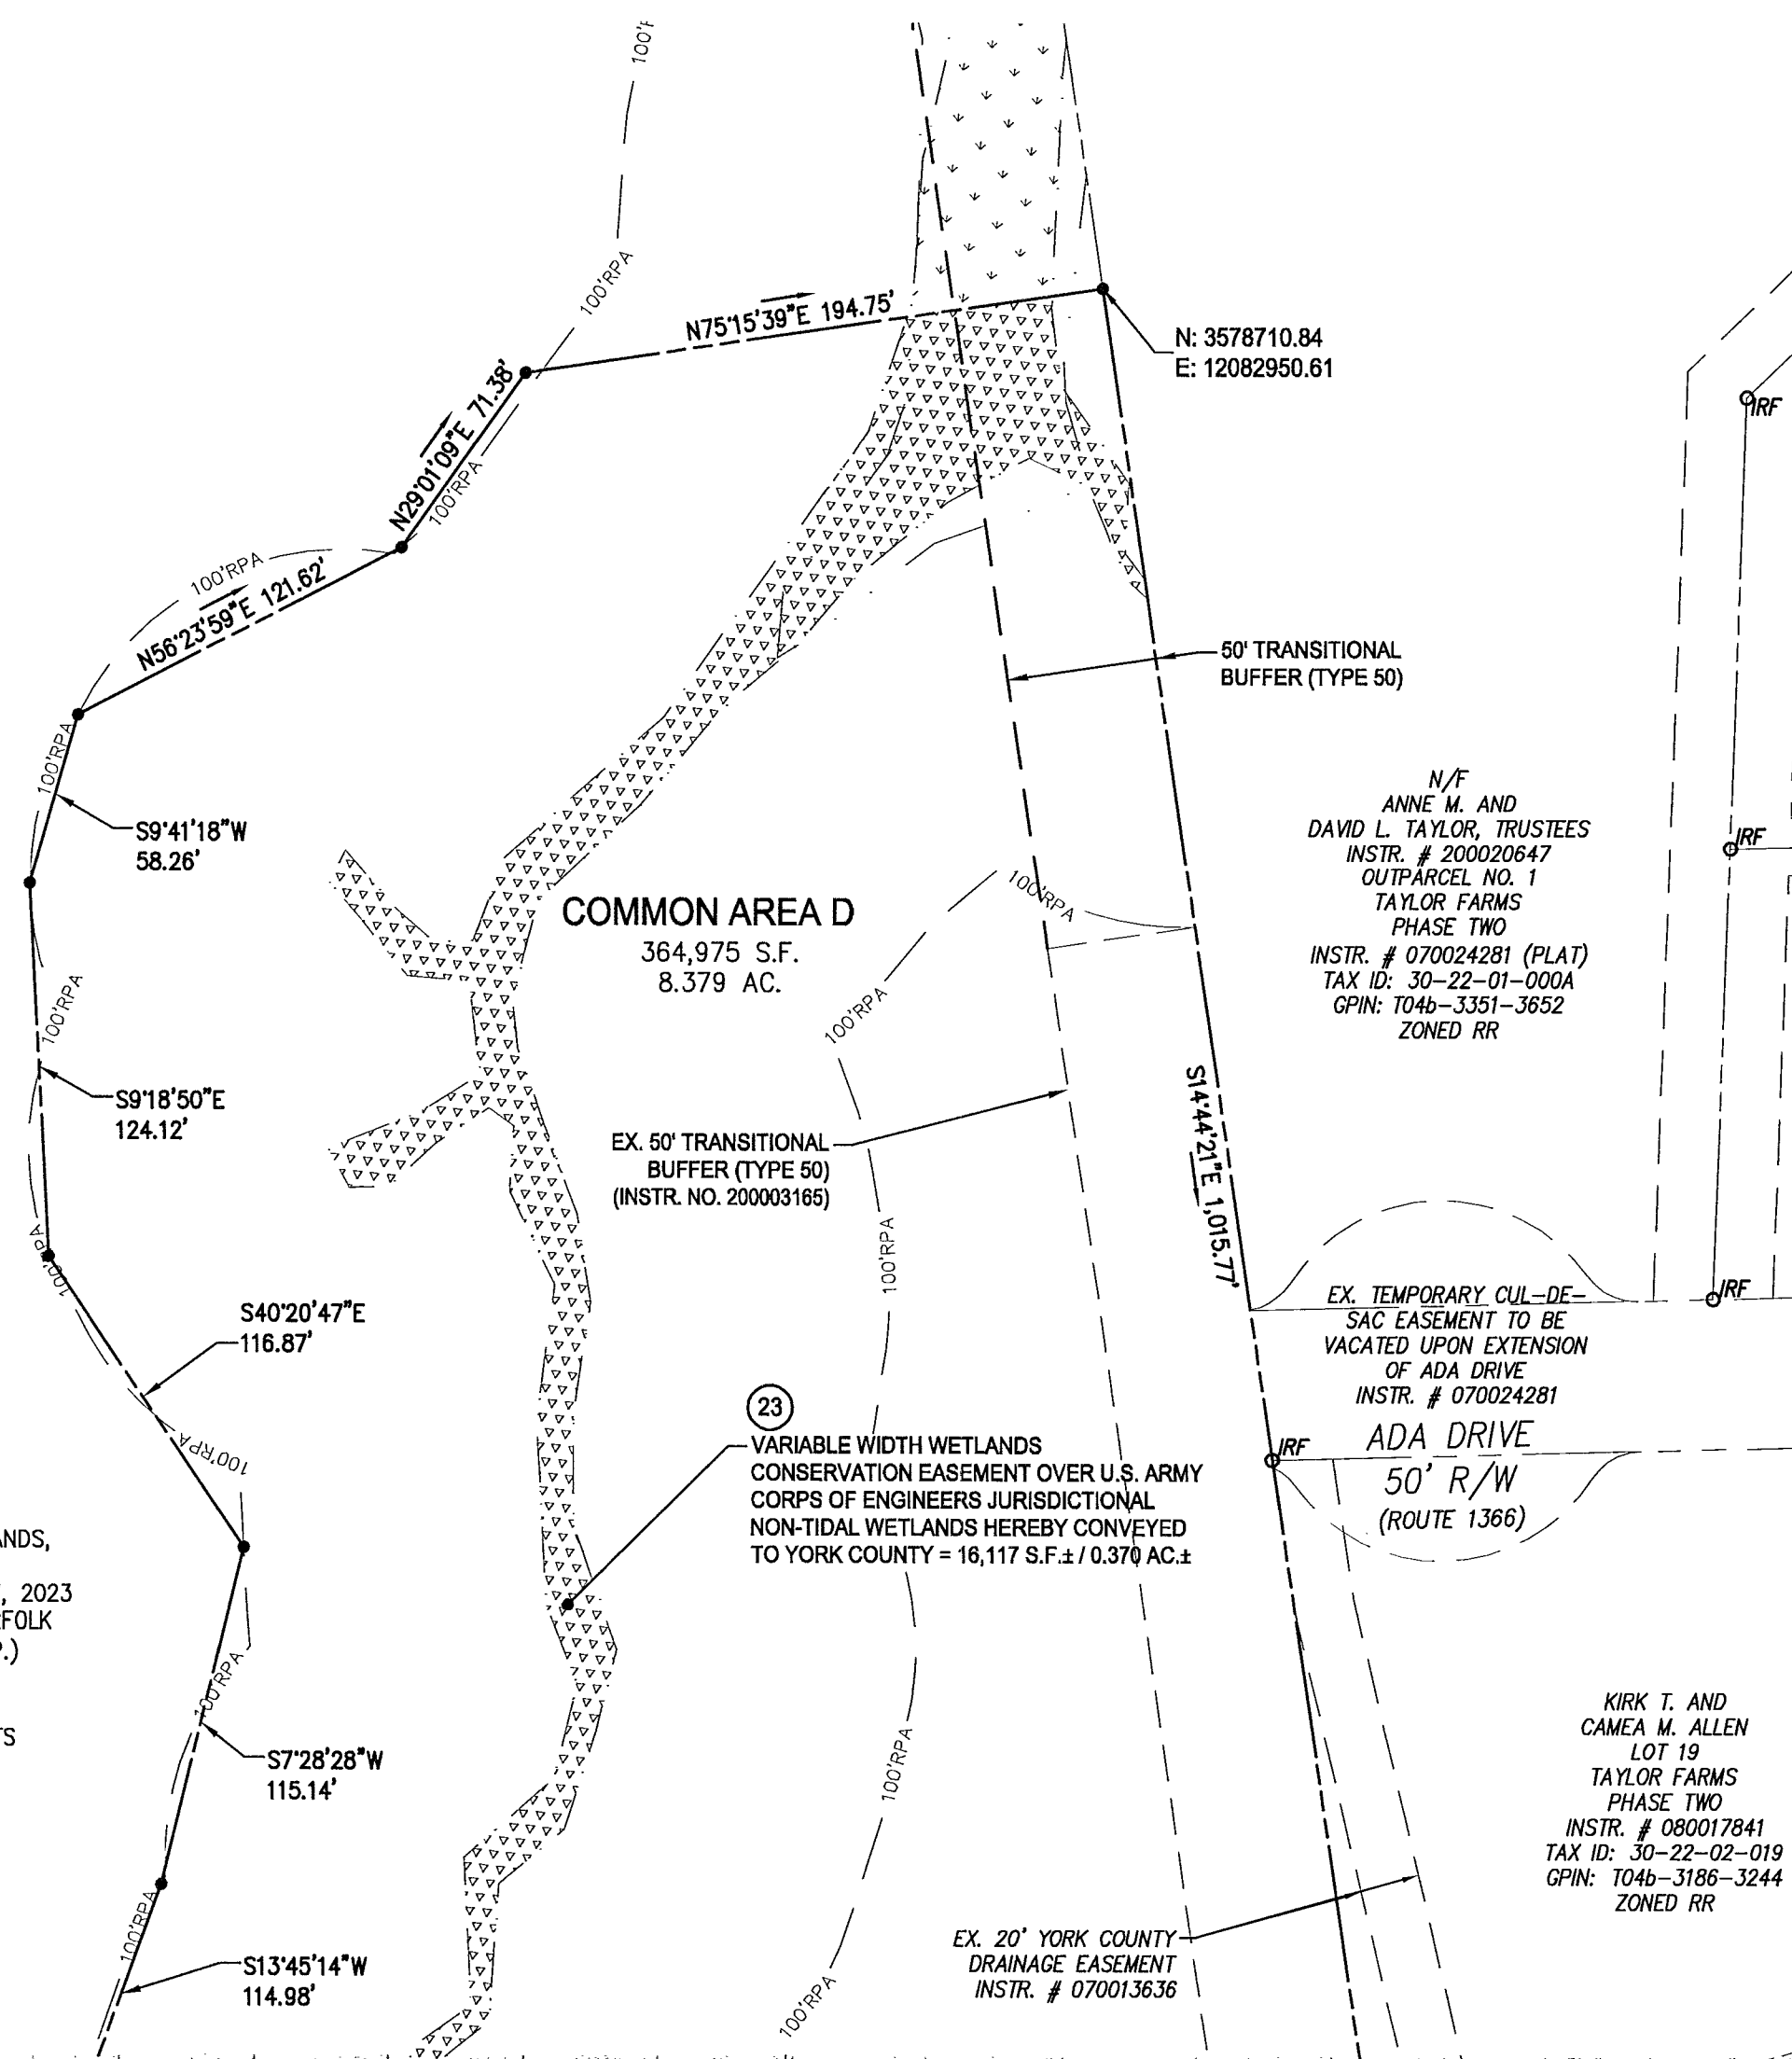 100'RPA
N75°15'39"E 194.75'
N: 3578710.84
E: 12082950.61
IRF
N29°01'09"E 71.38'
100'RPA
100'RPA
N56°23'59"E 121.62'
50' TRANSITIONAL
BUFFER (TYPE 50)
100'RPA
S9°41'18"W
58.26'
N/F
ANNE M. AND
DAVID L. TAYLOR, TRUSTEES
INSTR. # 200020647
OUTPARCEL NO. 1
TAYLOR FARMS
PHASE TWO
INSTR. # 070024281 (PLAT)
TAX ID: 30-22-01-000A
GPIN: T04b-3351-3652
ZONED RR
IRF
COMMON AREA D
364,975 S.F.
8.379 AC.
100'RPA
100'RPA
100'RPA
S9°18'50"E
124.12'
EX. 50' TRANSITIONAL
BUFFER (TYPE 50)
(INSTR. NO. 200003165)
S14°44'21"E 1,015.77'
100'RPA
100'RPA
IRF
S40°20'47"E
116.87'
EX. TEMPORARY CUL-DE-
SAC EASEMENT TO BE
VACATED UPON EXTENSION
OF ADA DRIVE
INSTR. # 070024281
ADA DRIVE
50' R/W
(ROUTE 1366)
IRF
23
VARIABLE WIDTH WETLANDS
CONSERVATION EASEMENT OVER U.S. ARMY
CORPS OF ENGINEERS JURISDICTIONAL
NON-TIDAL WETLANDS HEREBY CONVEYED
TO YORK COUNTY = 16,117 S.F.± / 0.370 AC.±
100'RPA
ANDS,
, 2023
FOLK
.)
TS
100'RPA
S7°28'28"W
115.14'
100'RPA
KIRK T. AND
CAMEA M. ALLEN
LOT 19
TAYLOR FARMS
PHASE TWO
INSTR. # 080017841
TAX ID: 30-22-02-019
GPIN: T04b-3186-3244
ZONED RR
100'RPA
S13°45'14"W
114.98'
EX. 20' YORK COUNTY
DRAINAGE EASEMENT
INSTR. # 070013636
100'RPA